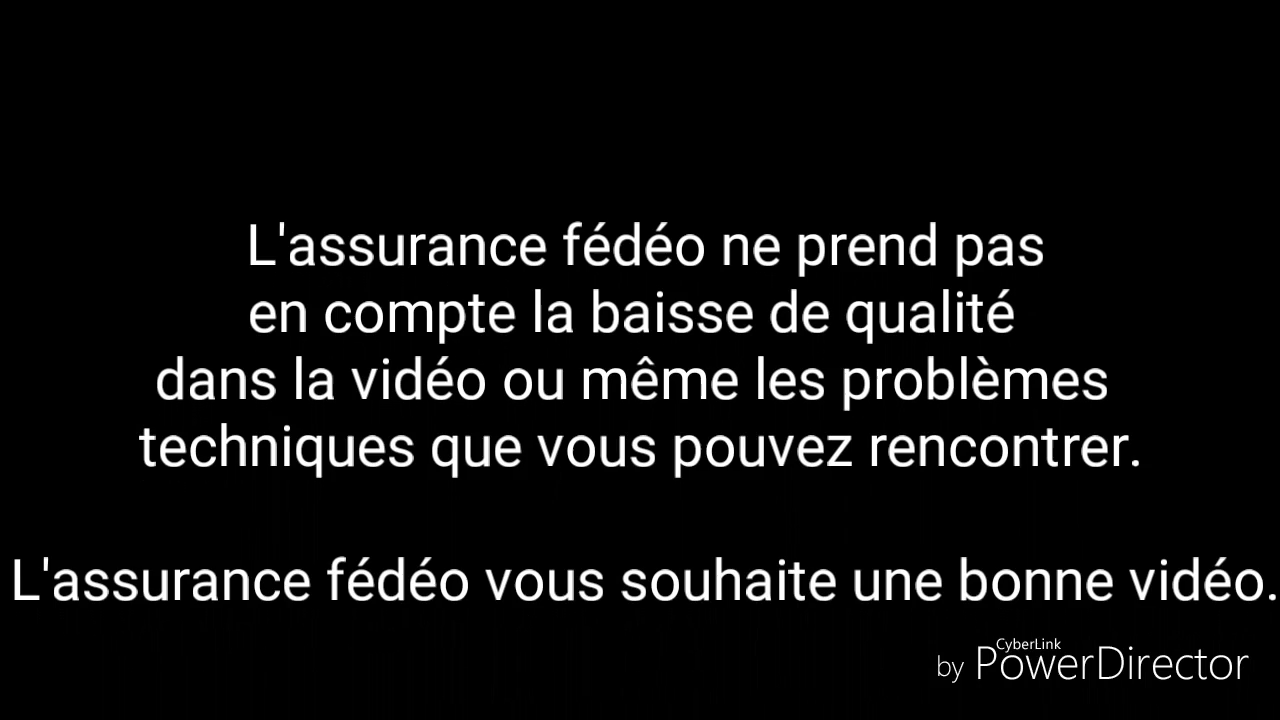 L'assurance fédéo ne prend pas
en compte la baisse de qualité
dans la vidéo ou même les problèmes
techniques que vous pouvez rencontrer.
L'assurance fédéo vous souhaite une bonne vidéo.
by CyberLink PowerDirector